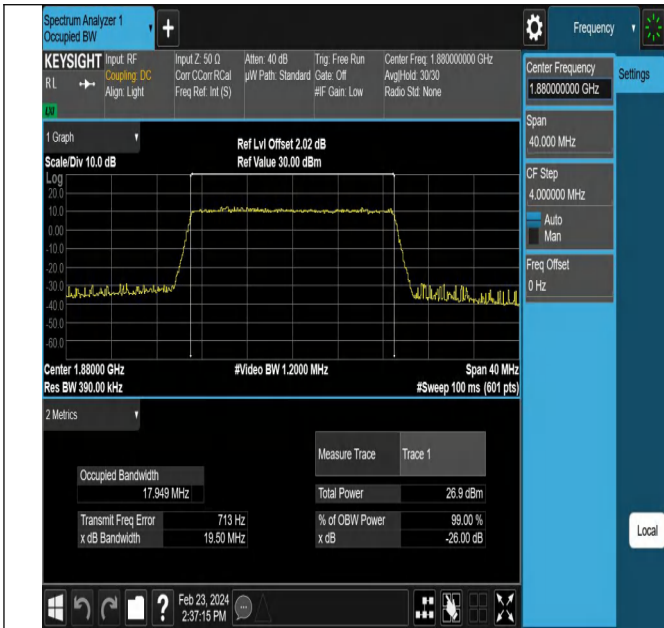 Spectrum Analyzer 1
Occupied BW
Frequency
KEYSIGHT
RL
LXI
Input: RF
Coupling: DC
Align: Light
Input Z: 50 Ω
Corr CCorr RCal
Freq Ref: Int (S)
Atten: 40 dB
µW Path: Standard
Trig: Free Run
Gate: Off
#IF Gain: Low
Center Freq: 1.880000000 GHz
Avg|Hold: 30/30
Radio Std: None
Center Frequency
1.880000000 GHz
Settings
Span
40.000 MHz
CF Step
4.000000 MHz
Auto
Man
Freq Offset
0 Hz
Local
1 Graph
Scale/Div 10.0 dB
Ref Lvl Offset 2.02 dB
Ref Value 30.00 dBm
Log
20.0
10.0
0.00
-10.0
-20.0
-30.0
-40.0
-50.0
-60.0
Center 1.88000 GHz
#Video BW 1.2000 MHz
Span 40 MHz
Res BW 390.00 kHz
#Sweep 100 ms (601 pts)
2 Metrics
Measure Trace Trace 1
Occupied Bandwidth
17.949 MHz
Total Power 26.9 dBm
Transmit Freq Error 713 Hz
% of OBW Power 99.00 %
x dB Bandwidth 19.50 MHz
x dB -26.00 dB
?
Feb 23, 2024
2:37:15 PM